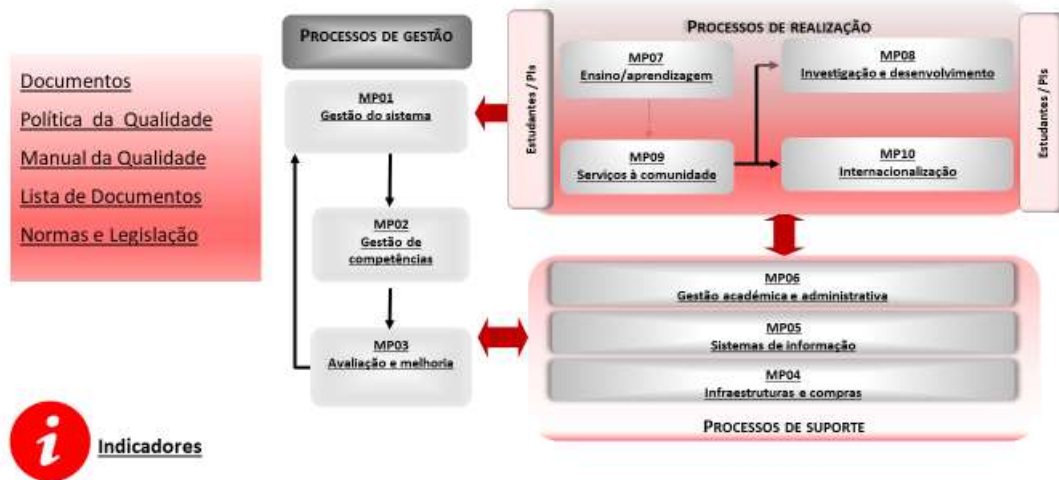 Documentos
Política da Qualidade
Manual da Qualidade
Lista de Documentos
Normas e Legislação
Indicadores
PROCESSOS DE GESTÃO
MP01
Gestão do sistema
MP02
Gestão de
competências
MP03
Avaliação e melhoria
Estudantes / PIs
PROCESSOS DE REALIZAÇÃO
MP07
Ensino/aprendizagem
MP08
Investigação e desenvolvimento
MP09
Serviços à comunidade
MP10
Internacionalização
Estudantes / PIs
MP06
Gestão académica e administrativa
MP05
Sistemas de informação
MP04
Infraestruturas e compras
PROCESSOS DE SUPORTE